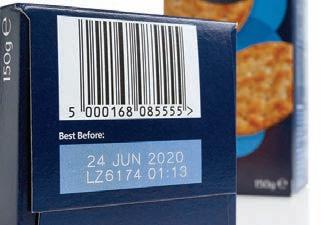 150g e
5 000168 085555 >
Best Before:
24 JUN 2020
LZ6174 01:13
150g e